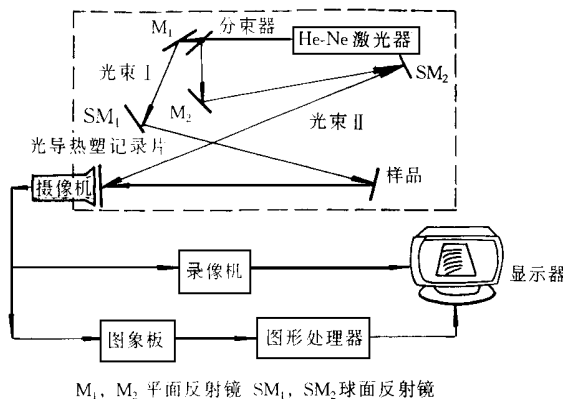 M₁
分束器
He-Ne 激光器
光束 I
SM₂
SM₁
M₂
光束 II
光导热塑记录片
摄像机
样品
录像机
显示器
图象板
图形处理器
M₁, M₂ 平面反射镜 SM₁, SM₂球面反射镜